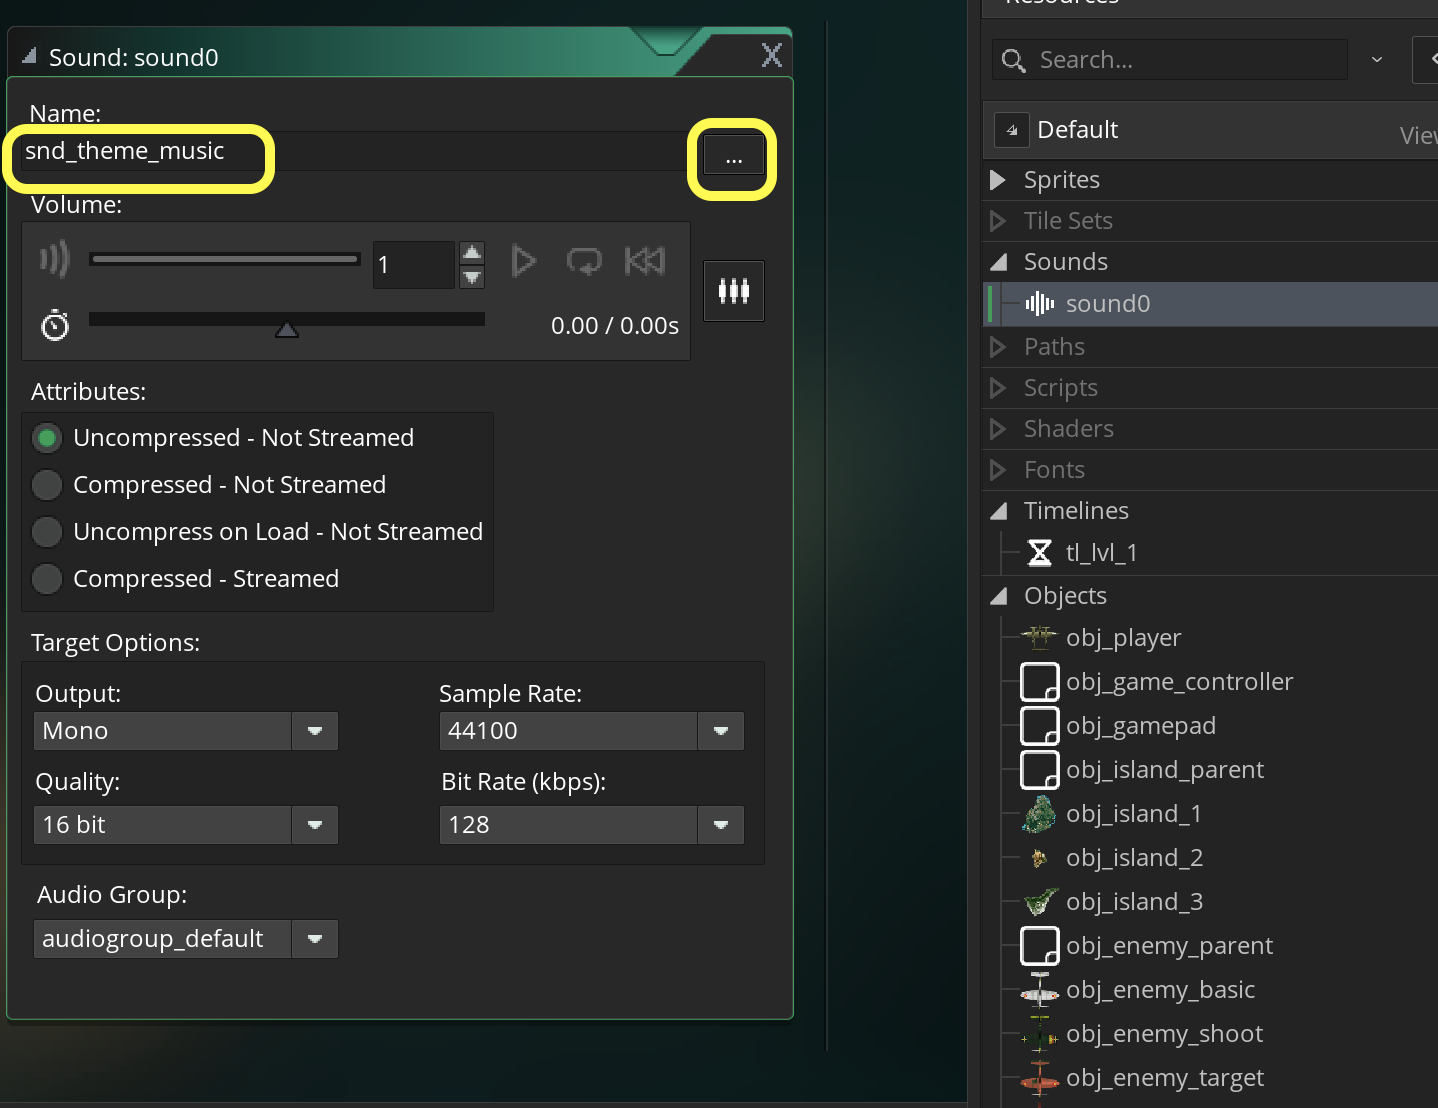 Resources
Sound: sound0
X
Search...
Name:
snd_theme_music
...
Default
View
Volume:
Sprites
Tile Sets
1
Sounds
sound0
0.00 / 0.00s
Paths
Attributes:
Scripts
Uncompressed - Not Streamed
Shaders
Compressed - Not Streamed
Fonts
Uncompress on Load - Not Streamed
Timelines
Compressed - Streamed
tl_lvl_1
Objects
Target Options:
obj_player
Output:
Sample Rate:
obj_game_controller
Mono
44100
obj_gamepad
Quality:
Bit Rate (kbps):
obj_island_parent
16 bit
128
obj_island_1
obj_island_2
Audio Group:
obj_island_3
audiogroup_default
obj_enemy_parent
obj_enemy_basic
obj_enemy_shoot
obj_enemy_target